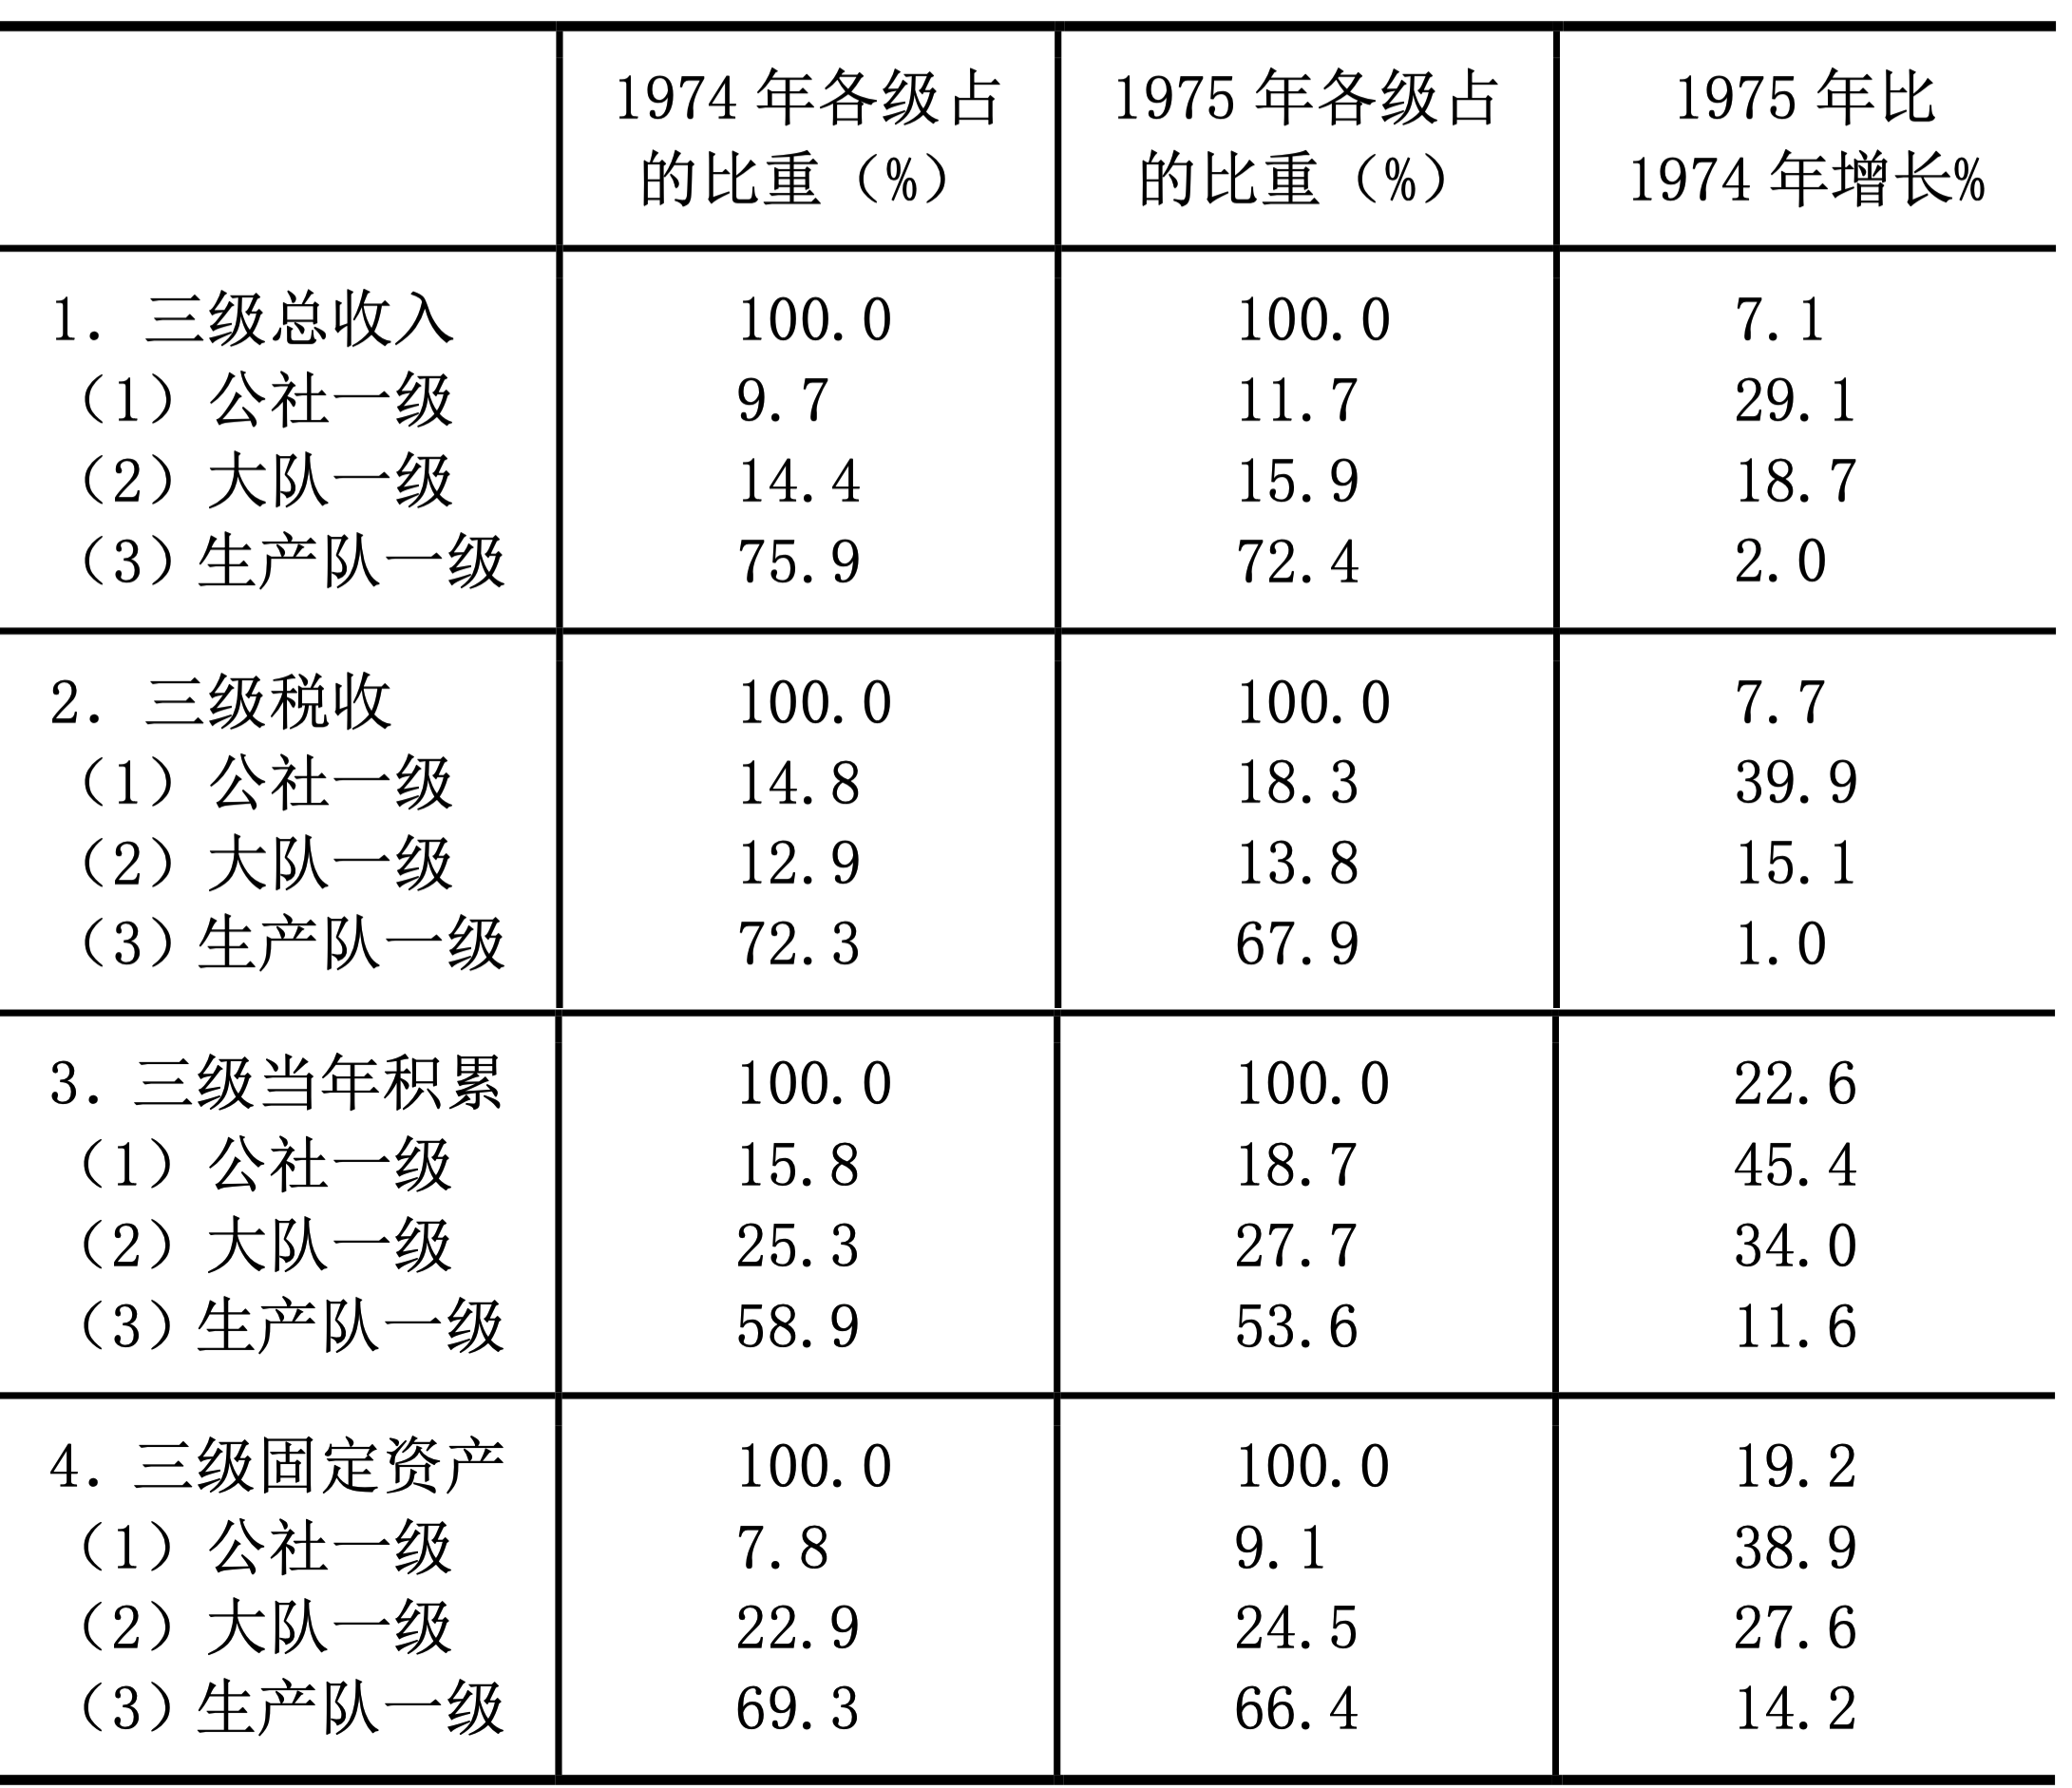 1974 年各级占 1975 年各级占 1975 年比
的比重（%） 的比重（%） 1974 年增长%
1. 三级总收入 100.0 100.0 7.1
（1）公社一级 9.7 11.7 29.1
（2）大队一级 14.4 15.9 18.7
（3）生产队一级 75.9 72.4 2.0
2. 三级税收 100.0 100.0 7.7
（1）公社一级 14.8 18.3 39.9
（2）大队一级 12.9 13.8 15.1
（3）生产队一级 72.3 67.9 1.0
3. 三级当年积累 100.0 100.0 22.6
（1）公社一级 15.8 18.7 45.4
（2）大队一级 25.3 27.7 34.0
（3）生产队一级 58.9 53.6 11.6
4. 三级固定资产 100.0 100.0 19.2
（1）公社一级 7.8 9.1 38.9
（2）大队一级 22.9 24.5 27.6
（3）生产队一级 69.3 66.4 14.2